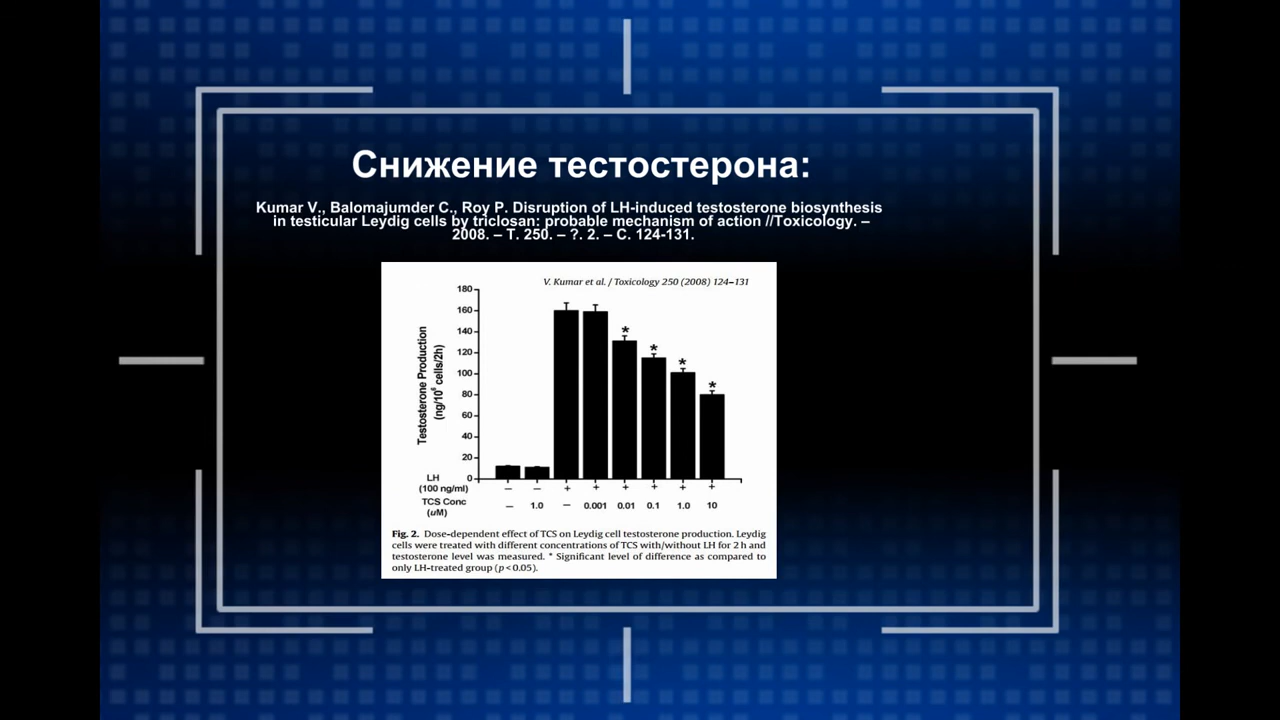 Снижение тестостерона:
Kumar V., Balomajumder C., Roy P. Disruption of LH-induced testosterone biosynthesis
in testicular Leydig cells by triclosan: probable mechanism of action //Toxicology. –
2008. – Т. 250. – ?. 2. – С. 124-131.
V. Kumar et al. / Toxicology 250 (2008) 124–131
Testosterone Production
(ng/10⁶ cells/2h)
180
160
140
120
100
80
60
40
20
0
* * * *
LH
(100 ng/ml) – – + + + + + +
TCS Conc
(uM) – 1.0 – 0.001 0.01 0.1 1.0 10
Fig. 2. Dose-dependent effect of TCS on Leydig cell testosterone production. Leydig
cells were treated with different concentrations of TCS with/without LH for 2 h and
testosterone level was measured. * Significant level of difference as compared to
only LH-treated group (p < 0.05).